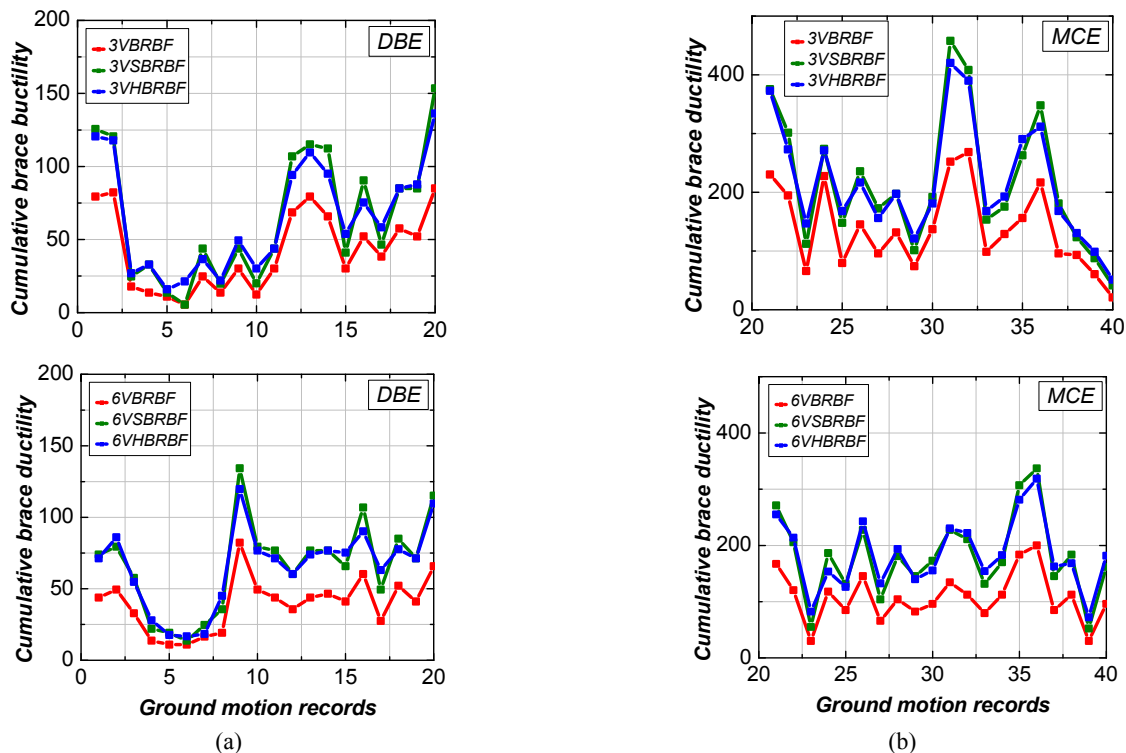 200
150
100
50
0
Cumulative brace buctility
3VBRBF
3VSBRBF
3VHBRBF
DBE
0 5 10 15 20
400
200
0
Cumulative brace ductility
3VBRBF
3VSBRBF
3VHBRBF
MCE
20 25 30 35 40
200
150
100
50
0
Cumulative brace ductility
6VBRBF
6VSBRBF
6VHBRBF
DBE
0 5 10 15 20
Ground motion records
(a)
400
200
0
Cumulative brace ductility
6VBRBF
6VSBRBF
6VHBRBF
MCE
20 25 30 35 40
Ground motion records
(b)